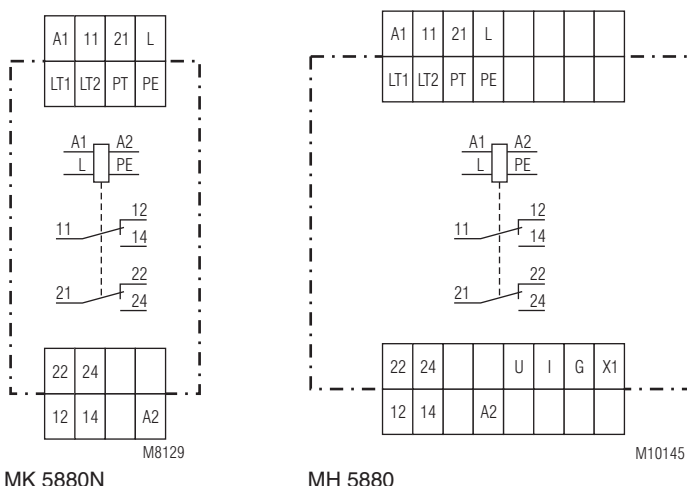 A1 11 21 L
LT1 LT2 PT PE
A1 A2
L PE
12
11 14
22
21 24
22 24
12 14 A2
M8129
MK 5880N
A1 11 21 L
LT1 LT2 PT PE
A1 A2
L PE
12
11 14
22
21 24
22 24 U I G X1
12 14 A2
M10145
MH 5880